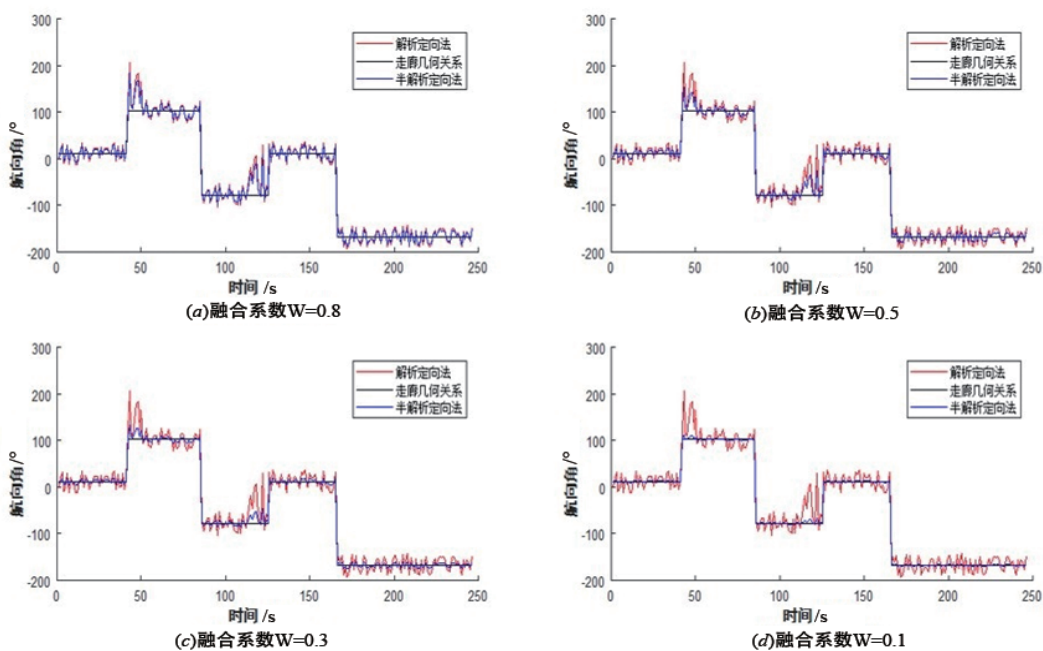 300
200
100
0
-100
-200
航向角/°
解析定向法
走廊几何关系
半解析定向法
0
50
100
150
200
250
时间 /s
(a)融合系数W=0.8
300
200
100
0
-100
-200
航向角/°
解析定向法
走廊几何关系
半解析定向法
0
50
100
150
200
250
时间 /s
(b)融合系数W=0.5
300
200
100
0
-100
-200
航向角/°
解析定向法
走廊几何关系
半解析定向法
0
50
100
150
200
250
时间 /s
(c)融合系数W=0.3
300
200
100
0
-100
-200
航向角/°
解析定向法
走廊几何关系
半解析定向法
0
50
100
150
200
250
时间 /s
(d)融合系数W=0.1